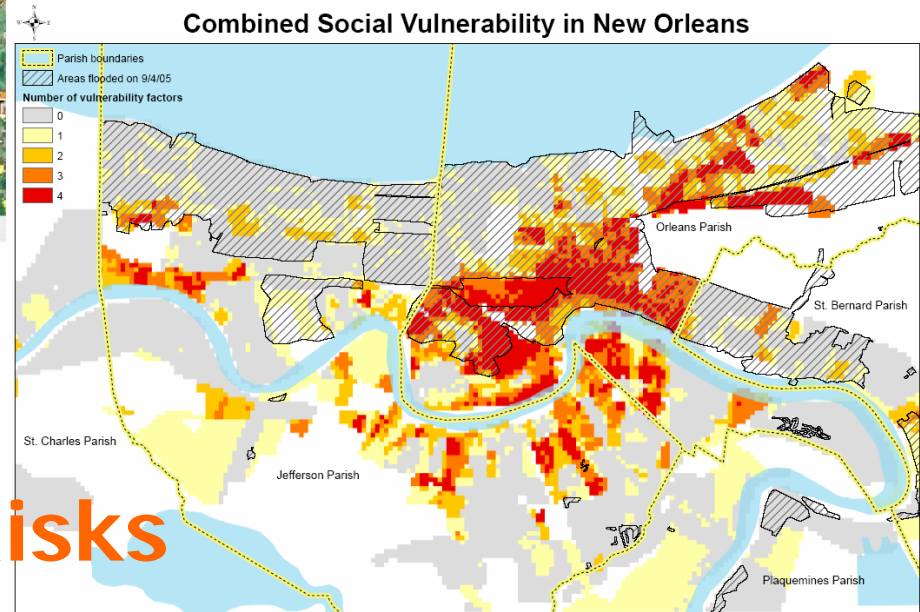 Combined Social Vulnerability in New Orleans
N
W
E
S
Parish boundaries
Areas flooded on 9/4/05
Number of vulnerability factors
0
1
2
3
4
Orleans Parish
St. Bernard Parish
St. Charles Parish
Jefferson Parish
isks
Plaquemines Parish